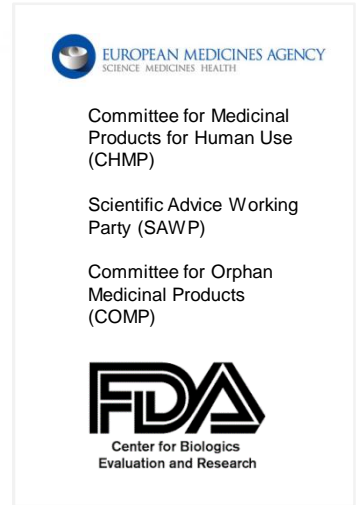 EUROPEAN MEDICINES AGENCY
SCIENCE MEDICINES HEALTH
Committee for Medicinal
Products for Human Use
(CHMP)
Scientific Advice Working
Party (SAWP)
Committee for Orphan
Medicinal Products
(COMP)
FDA
Center for Biologics
Evaluation and Research